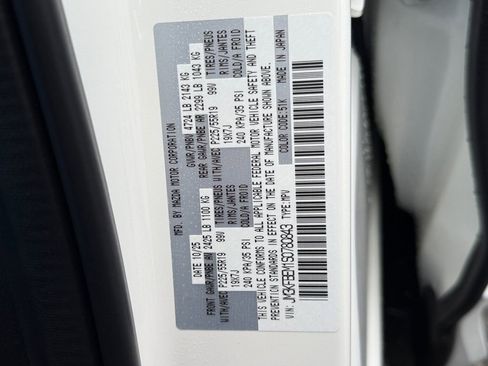 MFD. BY MAZDA MOTOR CORPORATION
DATE 10/25 GVWR/PNBV 4724 LB 2143 KG
FRONT GAWR/PNBE AV 2425 LB 1100 KG REAR GAWR/PNBE AR 2299 LB 1043 KG
WITH/AVEC P225/55R19 99V TIRES/PNEUS WITH/AVEC P225/55R19 99V TIRES/PNEUS
19X7J RIMS/JANTES 19X7J RIMS/JANTES
240 KPA/35 PSI COLD/A FROID 240 KPA/35 PSI COLD/A FROID
THIS VEHICLE CONFORMS TO ALL APPLICABLE FEDERAL MOTOR VEHICLE SAFETY AND THEFT
PREVENTION STANDARDS IN EFFECT ON THE DATE OF MANUFACTURE SHOWN ABOVE.
COLOR CODE:51K MADE IN JAPAN
VIN: JM3KFBBM1S0780843 TYPE:MPV